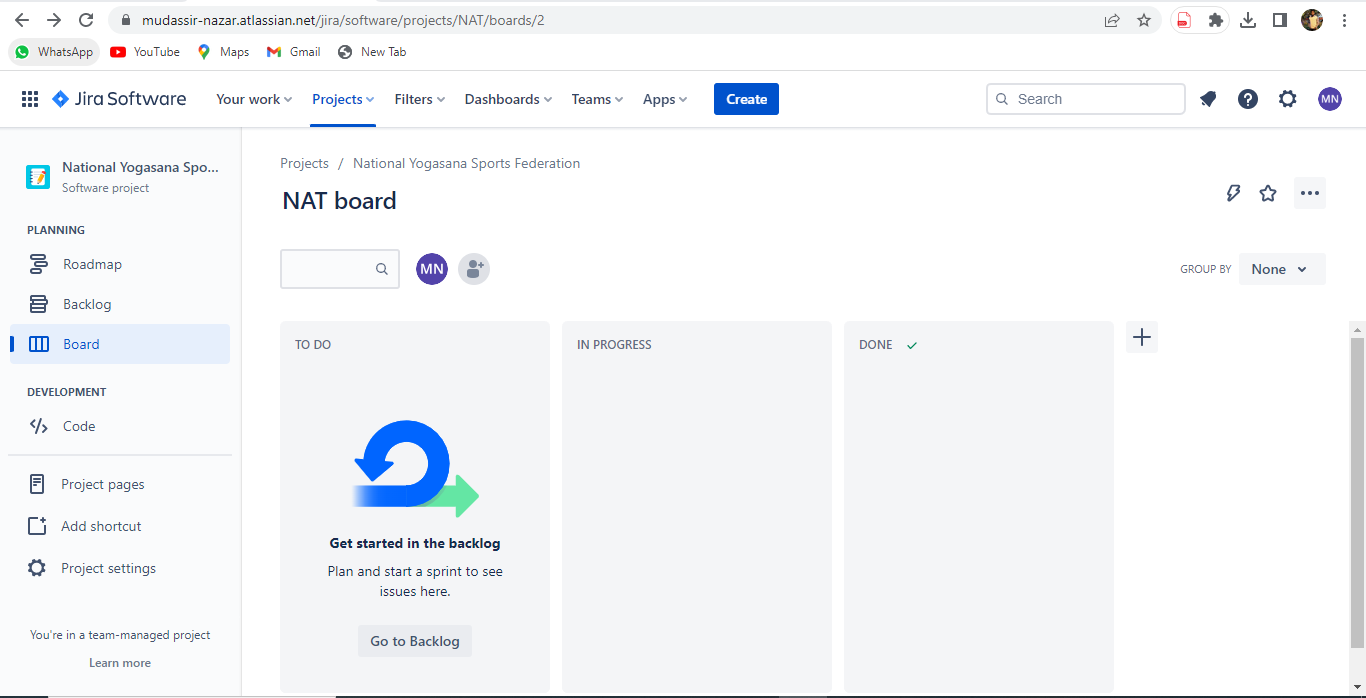 mudassir-nazar.atlassian.net/jira/software/projects/NAT/boards/2
WhatsApp YouTube Maps Gmail New Tab
Jira Software Your work Projects Filters Dashboards Teams Apps Create Search MN
National Yogasana Spo...
Software project
PLANNING
Roadmap
Backlog
Board
DEVELOPMENT
Code
Project pages
Add shortcut
Project settings
You're in a team-managed project
Learn more
Projects / National Yogasana Sports Federation
NAT board
MN
GROUP BY None
TO DO
IN PROGRESS
DONE
Get started in the backlog
Plan and start a sprint to see
issues here.
Go to Backlog